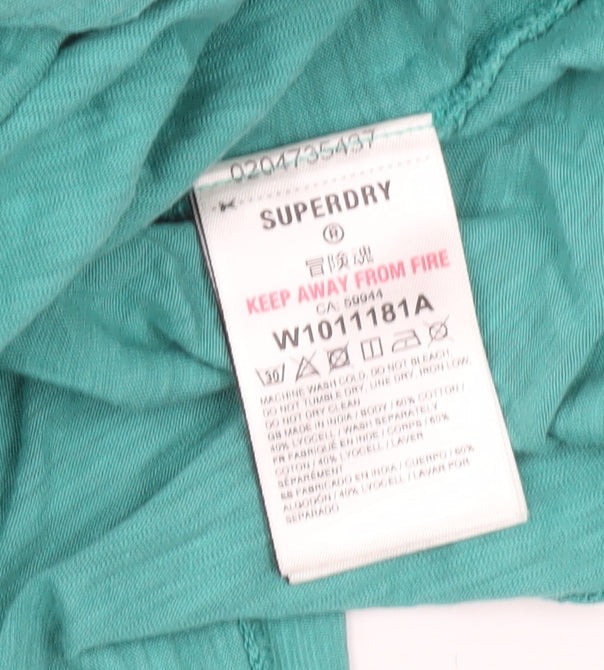 0204735437
SUPERDRY
®
冒険魂
KEEP AWAY FROM FIRE
CA: 59944
W1011181A
30
MACHINE WASH COLD, DO NOT BLEACH,
DO NOT TUMBLE DRY, LINE DRY, IRON LOW,
DO NOT DRY CLEAN
GB MADE IN INDIA / BODY / 60% COTTON /
40% LYOCELL / WASH SEPARATELY
FR FABRIQUÉ EN INDE / CORPS / 60%
COTON / 40% LYOCELL / LAVER
SÉPARÉMENT
ES FABRICADO EN INDIA / CUERPO / 60%
ALGODÓN / 40% LYOCELL / LAVAR POR
SEPARADO